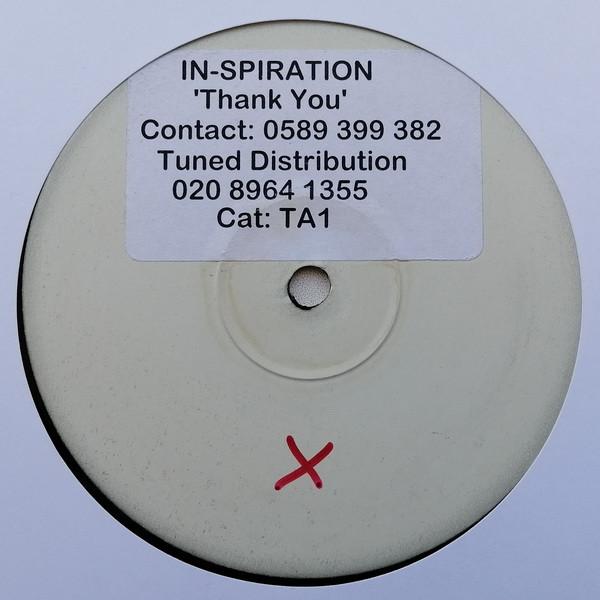 IN-SPIRATION
'Thank You'
Contact: 0589 399 382
Tuned Distribution
020 8964 1355
Cat: TA1
X